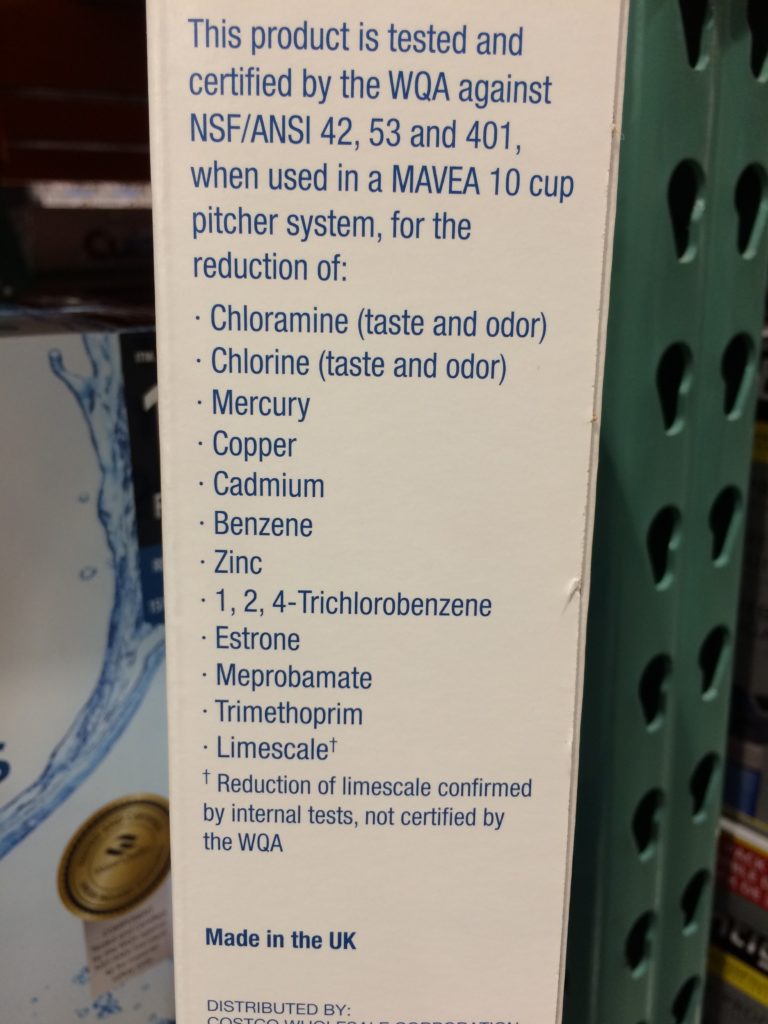 This product is tested and
certified by the WQA against
NSF/ANSI 42, 53 and 401,
when used in a MAVEA 10 cup
pitcher system, for the
reduction of:
· Chloramine (taste and odor)
· Chlorine (taste and odor)
· Mercury
· Copper
· Cadmium
· Benzene
· Zinc
· 1, 2, 4-Trichlorobenzene
· Estrone
· Meprobamate
· Trimethoprim
· Limescale†
† Reduction of limescale confirmed
by internal tests, not certified by
the WQA
Made in the UK
DISTRIBUTED BY:
COSTCO WHOLESALE CORPORATION